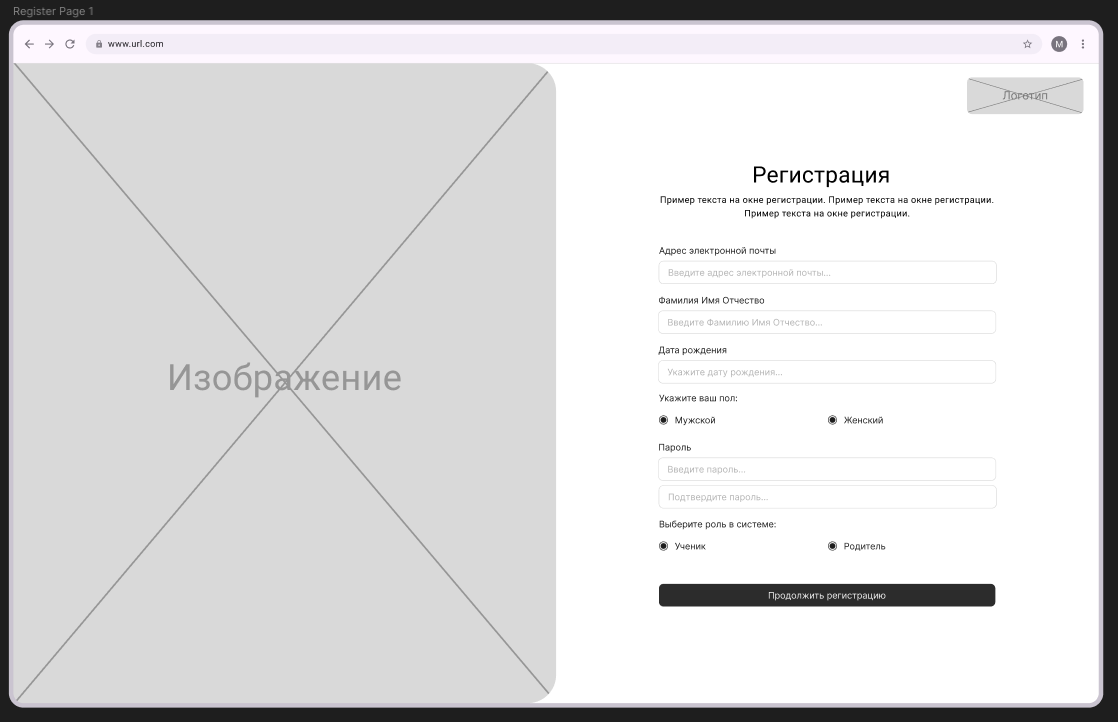 Register Page 1
www.url.com
M
Логотип
Изображение
Регистрация
Пример текста на окне регистрации. Пример текста на окне регистрации.
Пример текста на окне регистрации.
Адрес электронной почты
Введите адрес электронной почты...
Фамилия Имя Отчество
Введите Фамилию Имя Отчество...
Дата рождения
Укажите дату рождения...
Укажите ваш пол:
Мужской Женский
Пароль
Введите пароль...
Подтвердите пароль...
Выберите роль в системе:
Ученик Родитель
Продолжить регистрацию